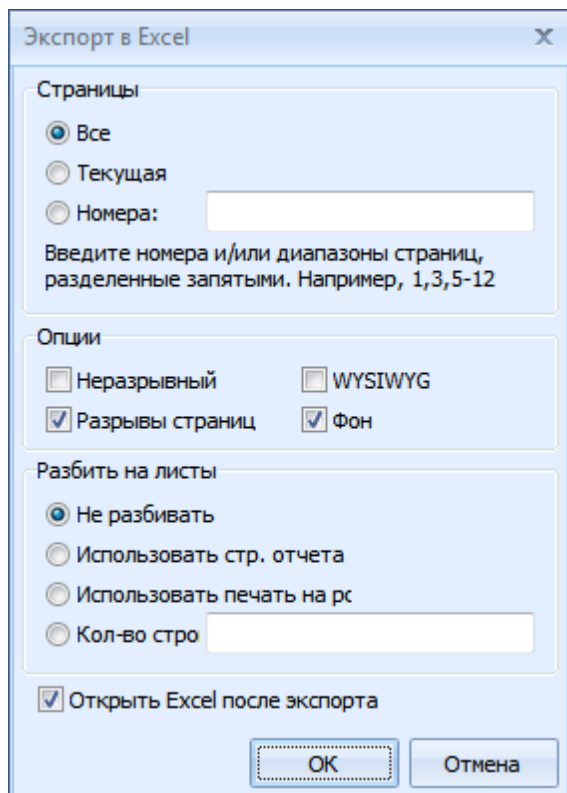 Экспорт в Excel
Страницы
Все
Текущая
Номера:
Введите номера и/или диапазоны страниц,
разделенные запятыми. Например, 1,3,5-12
Опции
Неразрывный WYSIWYG
Разрывы страниц Фон
Разбить на листы
Не разбивать
Использовать стр. отчета
Использовать печать на рс
Кол-во стро
Открыть Excel после экспорта
ОК Отмена